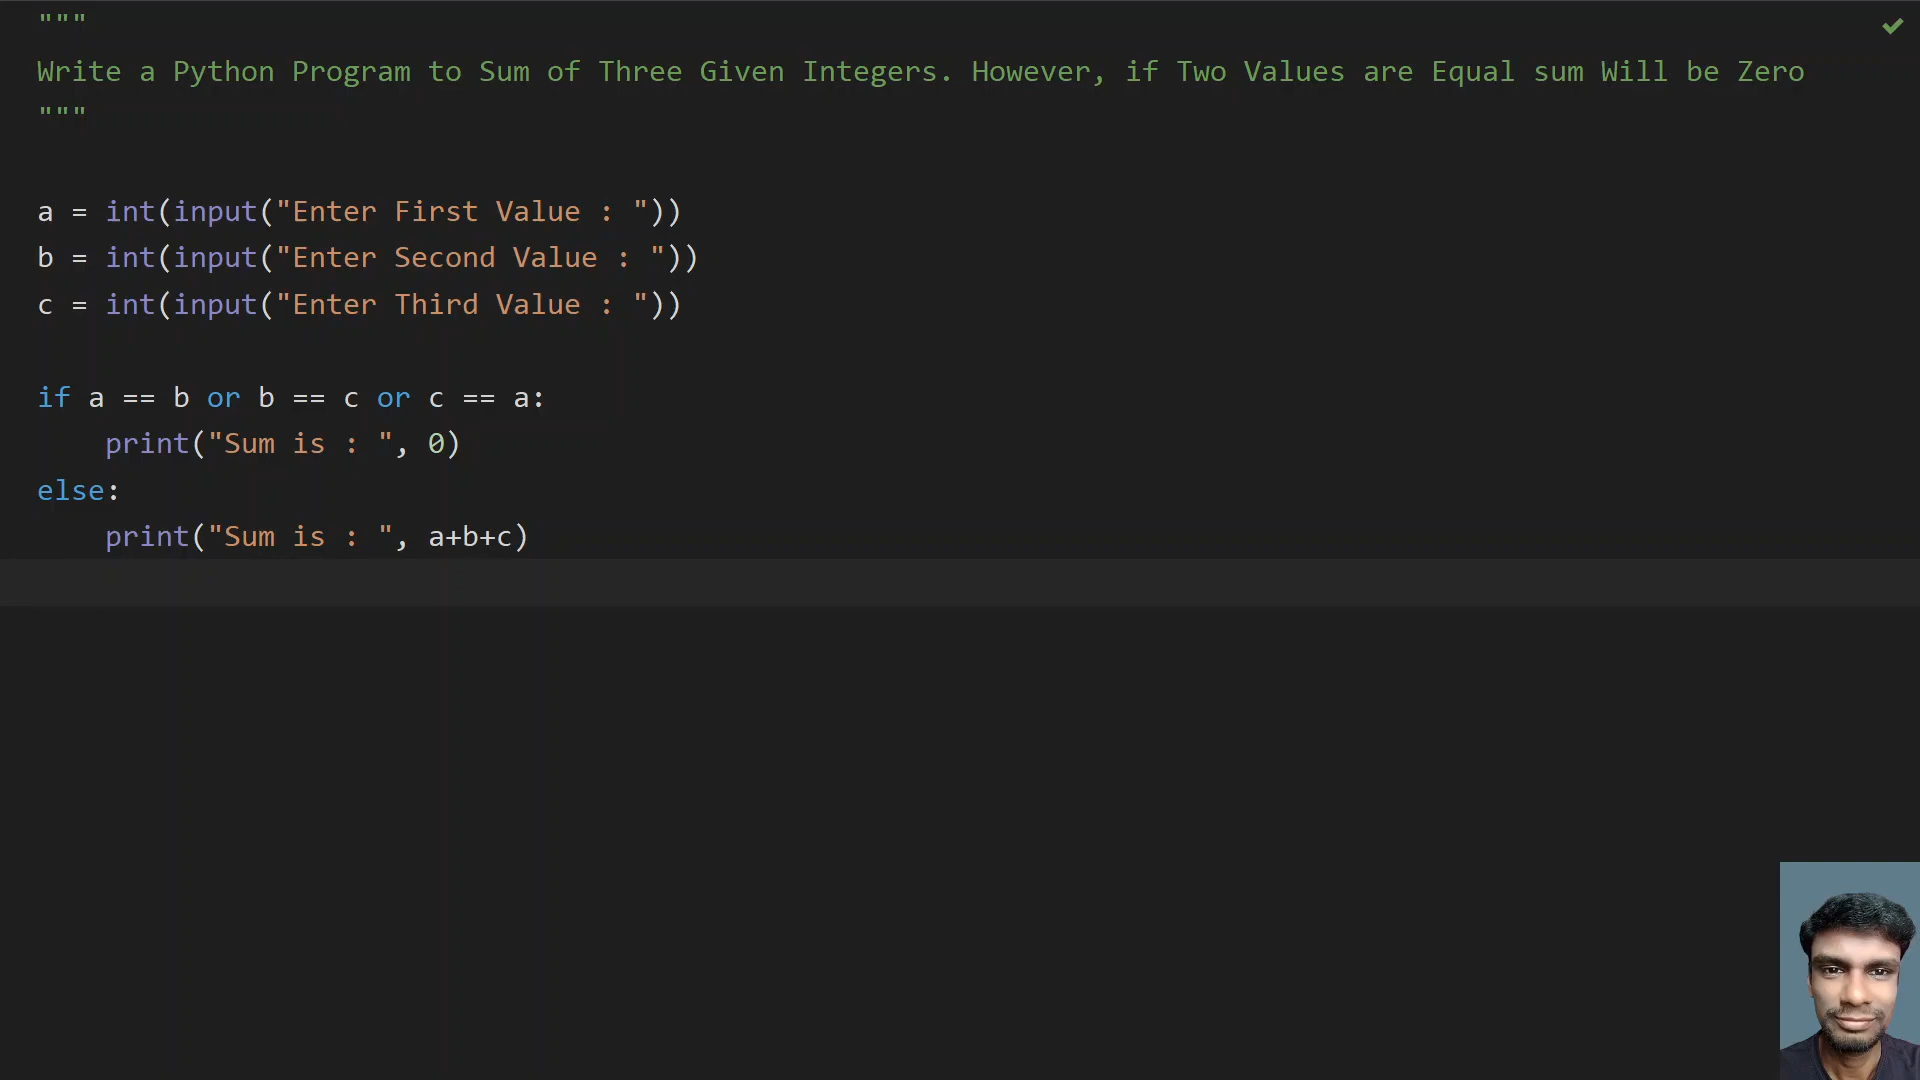 """
Write a Python Program to Sum of Three Given Integers. However, if Two Values are Equal sum Will be Zero
"""
a = int(input("Enter First Value : "))
b = int(input("Enter Second Value : "))
c = int(input("Enter Third Value : "))
if a == b or b == c or c == a:
    print("Sum is : ", 0)
else:
    print("Sum is : ", a+b+c)